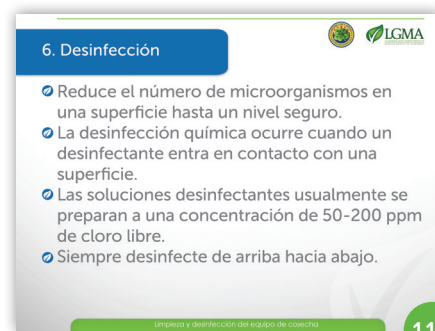 6. Desinfección
LGMA
Reduce el número de microorganismos en
una superficie hasta un nivel seguro.
La desinfección química ocurre cuando un
desinfectante entra en contacto con una
superficie.
Las soluciones desinfectantes usualmente se
preparan a una concentración de 50-200 ppm
de cloro libre.
Siempre desinfecte de arriba hacia abajo.
Limpieza y desinfección del equipo de cosecha
11